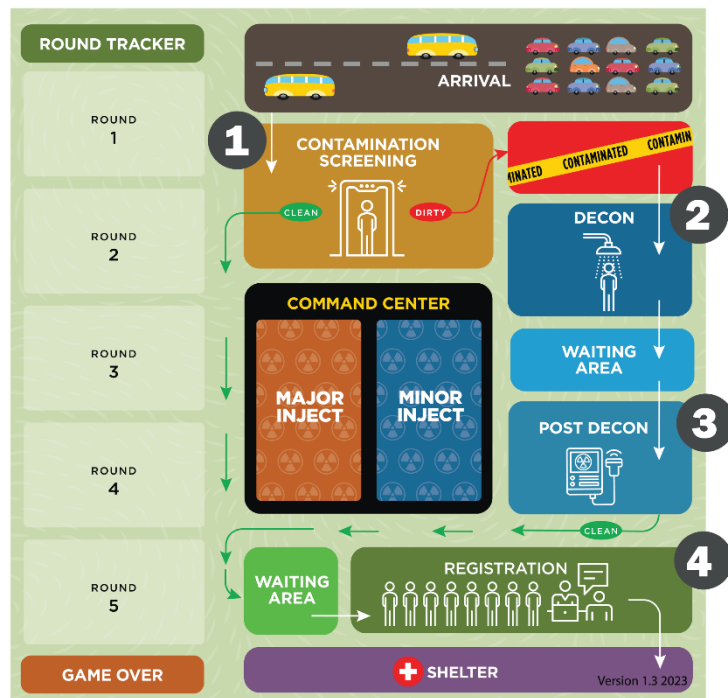 ROUND TRACKER
ROUND
1
ROUND
2
ROUND
3
ROUND
4
ROUND
5
GAME OVER
ARRIVAL
1
CONTAMINATION
SCREENING
CLEAN
DIRTY
MINATED CONTAMINATED CONTAMIN
2
DECON
WAITING
AREA
3
POST DECON
CLEAN
COMMAND CENTER
MAJOR
INJECT
MINOR
INJECT
WAITING
AREA
4
REGISTRATION
SHELTER
Version 1.3 2023